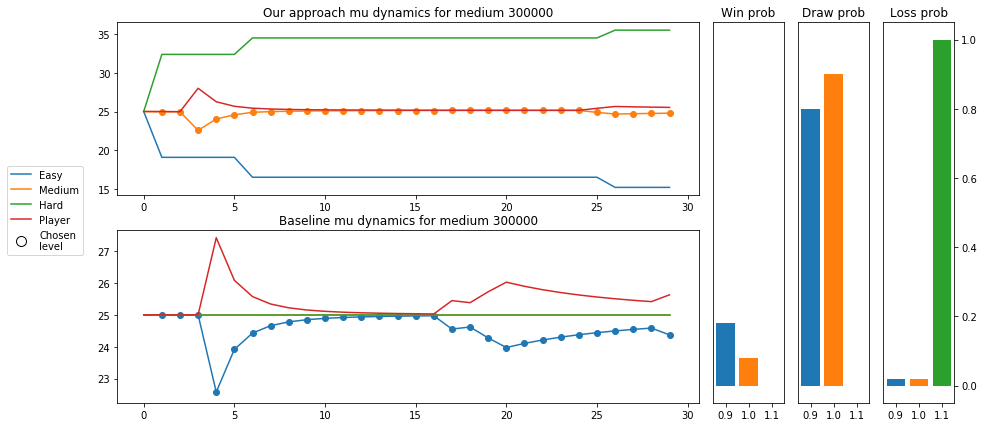 Our approach mu dynamics for medium 300000
35
30
25
20
15
0 5 10 15 20 25 30
Baseline mu dynamics for medium 300000
27
26
25
24
23
0 5 10 15 20 25 30
Easy
Medium
Hard
Player
Chosen
level
Win prob
0.9 1.0 1.1
Draw prob
0.9 1.0 1.1
Loss prob
0.9 1.0 1.1
1.0
0.8
0.6
0.4
0.2
0.0